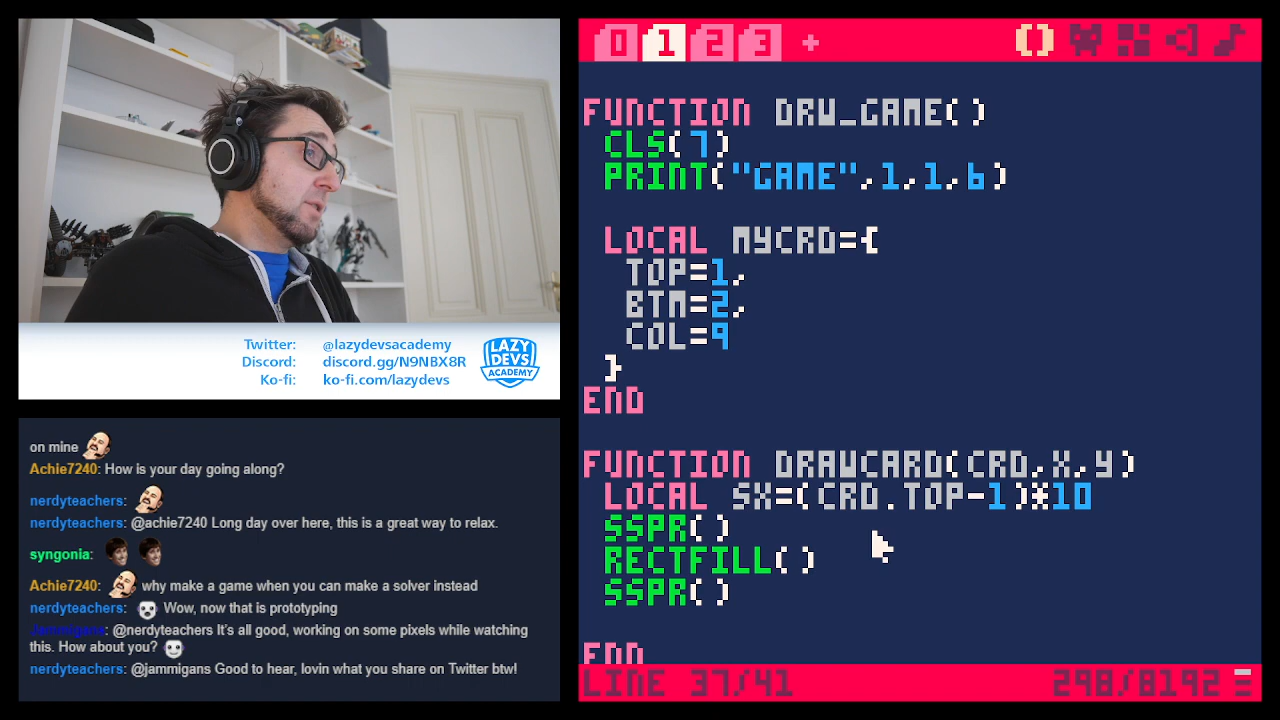 Twitter: @lazydevsacademy
Discord: discord.gg/N9NBX8R
Ko-fi: ko-fi.com/lazydevs
LAZY
DEVS
ACADEMY
on mine
Achie7240: How is your day going along?
nerdyteachers:
nerdyteachers: @achie7240 Long day over here, this is a great way to relax.
syngonia:
Achie7240: why make a game when you can make a solver instead
nerdyteachers: Wow, now that is prototyping
Jammigans: @nerdyteachers It's all good, working on some pixels while watching
this. How about you?
nerdyteachers: @jammigans Good to hear, lovin what you share on Twitter btw!
0 1 2 3 +
FUNCTION DRW_GAME()
CLS(7)
PRINT("GAME",1,1,6)
LOCAL MYCRD={
TOP=1,
BTM=2,
COL=9
}
END
FUNCTION DRAWCARD(CRD,X,Y)
LOCAL SX=(CRD.TOP-1)*10
SSPR()
RECTFILL()
SSPR()
END
LINE 37/41
298/8192